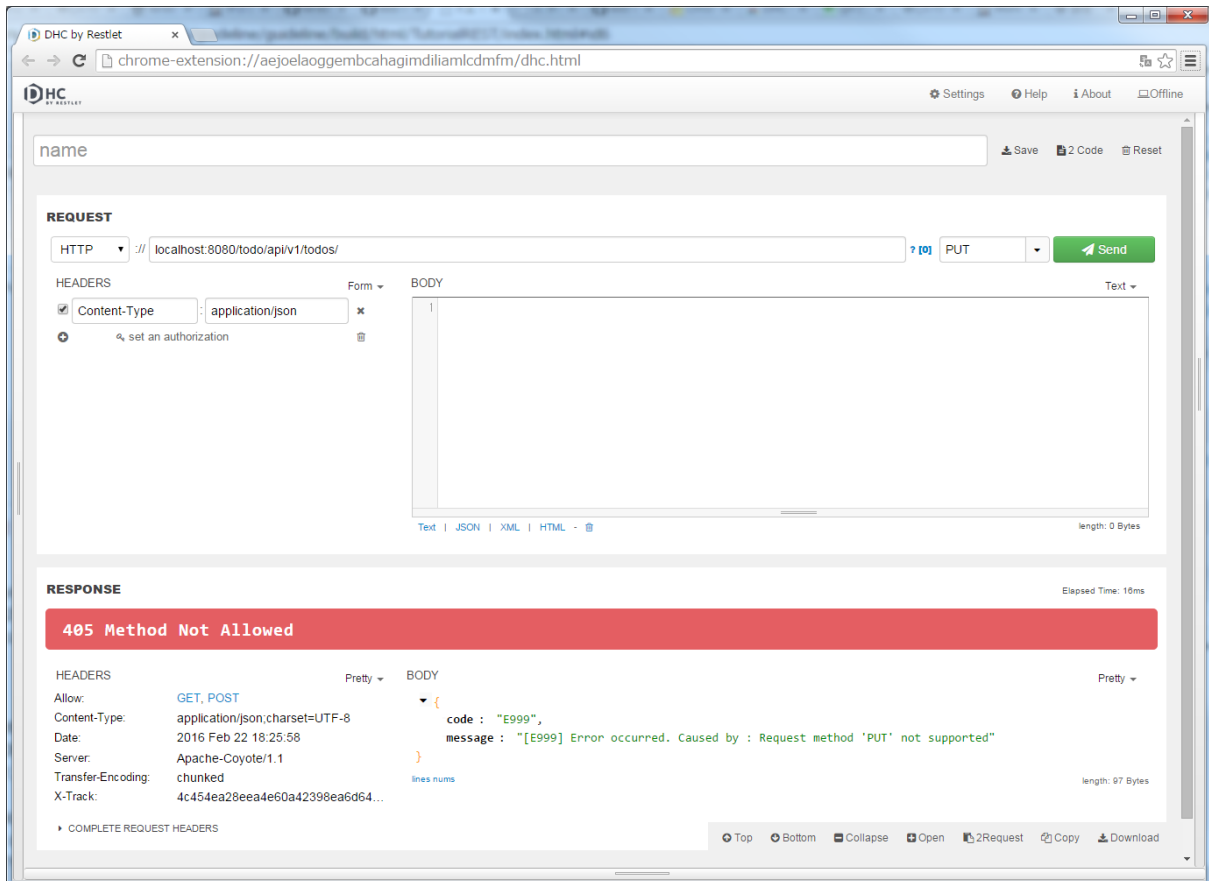 DHC by Restlet x
chrome-extension://aejoelaoggembcahagimdiliamlcdmfm/dhc.html
DHC BY RESTLET Settings Help About Offline
name Save 2 Code Reset
REQUEST
HTTP :// localhost:8080/todo/api/v1/todos/ ? [0] PUT Send
HEADERS Form BODY Text
Content-Type : application/json 1
set an authorization
Text | JSON | XML | HTML - length: 0 Bytes
RESPONSE Elapsed Time: 16ms
405 Method Not Allowed
HEADERS Pretty BODY Pretty
Allow: GET, POST {
Content-Type: application/json;charset=UTF-8 code : "E999",
Date: 2016 Feb 22 18:25:58 message : "[E999] Error occurred. Caused by : Request method 'PUT' not supported"
Server: Apache-Coyote/1.1 }
Transfer-Encoding: chunked lines nums length: 97 Bytes
X-Track: 4c454ea28eea4e60a42398ea6d64...
COMPLETE REQUEST HEADERS
Top Bottom Collapse Open 2Request Copy Download